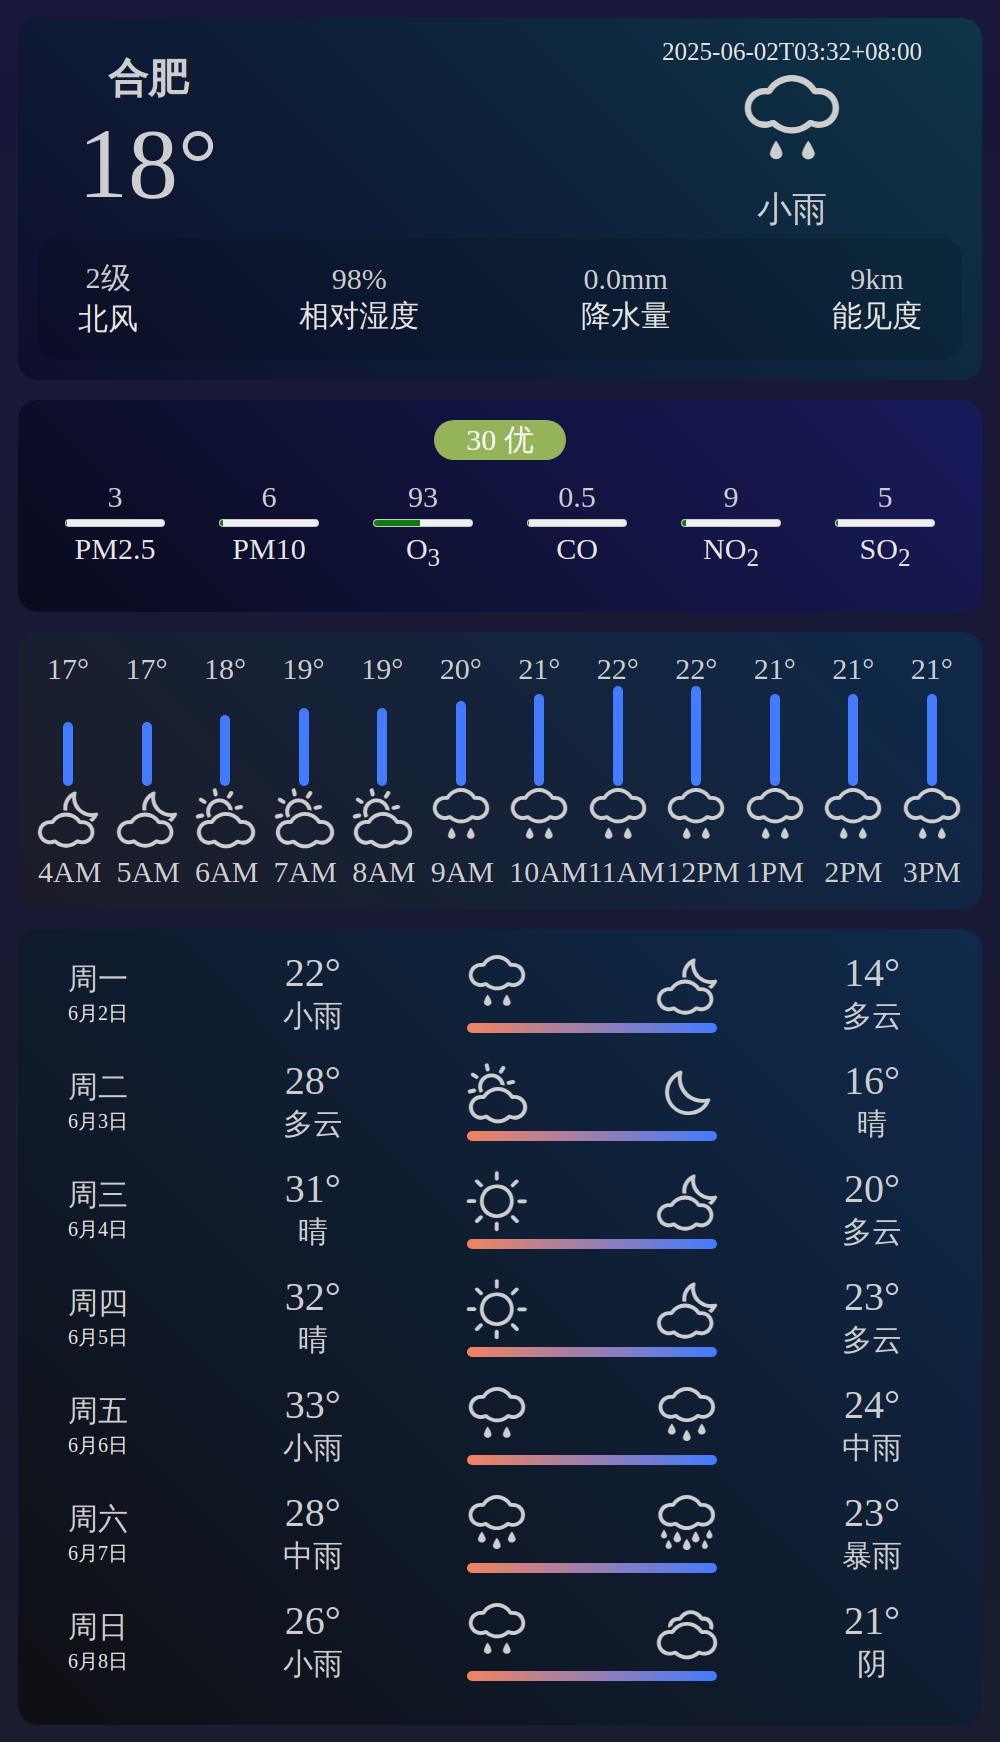 合肥
18°
2025-06-02T03:32+08:00
小雨
2级 98% 0.0mm 9km
北风 相对湿度 降水量 能见度
30 优
3 6 93 0.5 9 5
PM2.5 PM10 O3 CO NO2 SO2
17° 17° 18° 19° 19° 20° 21° 22° 22° 21° 21° 21°
4AM 5AM 6AM 7AM 8AM 9AM 10AM 11AM 12PM 1PM 2PM 3PM
周一 22° 14°
6月2日 小雨 多云
周二 28° 16°
6月3日 多云 晴
周三 31° 20°
6月4日 晴 多云
周四 32° 23°
6月5日 晴 多云
周五 33° 24°
6月6日 小雨 中雨
周六 28° 23°
6月7日 中雨 暴雨
周日 26° 21°
6月8日 小雨 阴